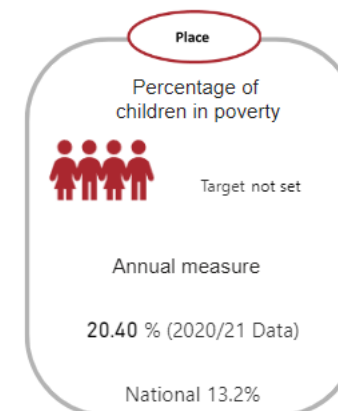 Place
Percentage of
children in poverty
Target not set
Annual measure
20.40 % (2020/21 Data)
National 13.2%